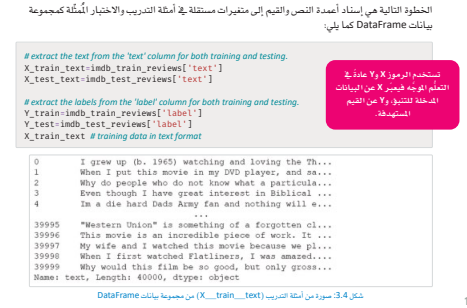 الخطوة التالية هي إسناد أعمدة النص والقيم إلى متغيرات مستقلة في أمثلة التدريب والاختبار المُمثّلة كمجموعة
بيانات DataFrame كما يلي:
# extract the text from the 'text' column for both training and testing.
X_train_text=imdb_train_reviews['text']
X_test_text=imdb_test_reviews['text']
# extract the labels from the 'label' column for both training and testing.
Y_train=imdb_train_reviews['label']
Y_test=imdb_test_reviews['label']
X_train_text # training data in text format
تستخدم الرموز X وY عادةً في
التعلُّم الموجّه فيعبر X عن البيانات
المدخلة للتنبؤ، وY عن القيم
المستهدفة.
0 I grew up (b. 1965) watching and loving the Th...
1 When I put this movie in my DVD player, and sa...
2 Why do people who do not know what a particula...
3 Even though I have great interest in Biblical ...
4 Im a die hard Dads Army fan and nothing will e...
...
39995 "Western Union" is something of a forgotten cl...
39996 This movie is an incredible piece of work. It ...
39997 My wife and I watched this movie because we pl...
39998 When I first watched Flatliners, I was amazed....
39999 Why would this film be so good, but only gross...
Name: text, Length: 40000, dtype: object
شكل 3.4: صورة من أمثلة التدريب (X__train__text) من مجموعة بيانات DataFrame
1